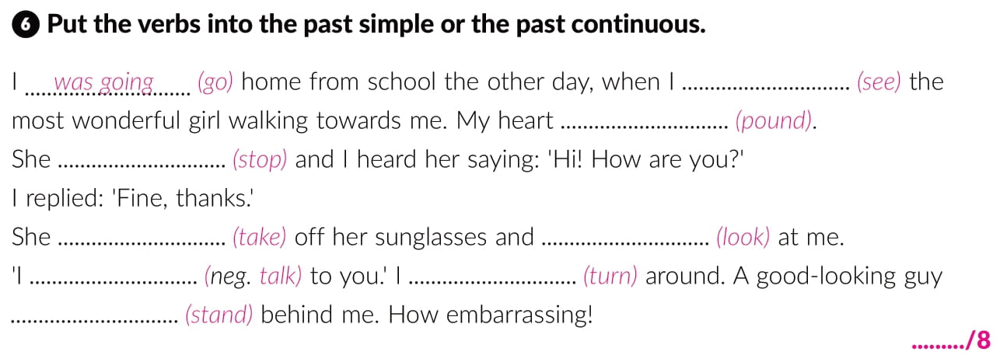 6 Put the verbs into the past simple or the past continuous.
I ....was going..... (go) home from school the other day, when I .............................. (see) the
most wonderful girl walking towards me. My heart .............................. (pound).
She .............................. (stop) and I heard her saying: 'Hi! How are you?'
I replied: 'Fine, thanks.'
She .............................. (take) off her sunglasses and .............................. (look) at me.
'I .............................. (neg. talk) to you.' I .............................. (turn) around. A good-looking guy
.............................. (stand) behind me. How embarrassing!
........../8